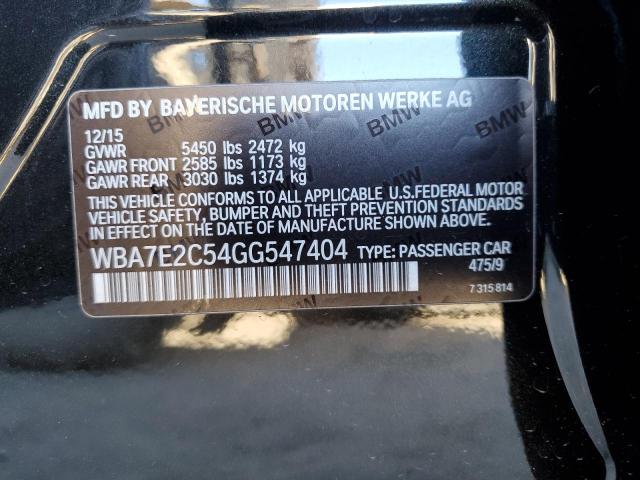 MFD BY BAYERISCHE MOTOREN WERKE AG
12/15
GVWR 5450 lbs 2472 kg
GAWR FRONT 2585 lbs 1173 kg
GAWR REAR 3030 lbs 1374 kg
THIS VEHICLE CONFORMS TO ALL APPLICABLE U.S.FEDERAL MOTOR
VEHICLE SAFETY, BUMPER AND THEFT PREVENTION STANDARDS
IN EFFECT ON THE DATE OF MANUFACTURE SHOWN ABOVE.
WBA7E2C54GG547404 TYPE: PASSENGER CAR
475/9
7 315 814